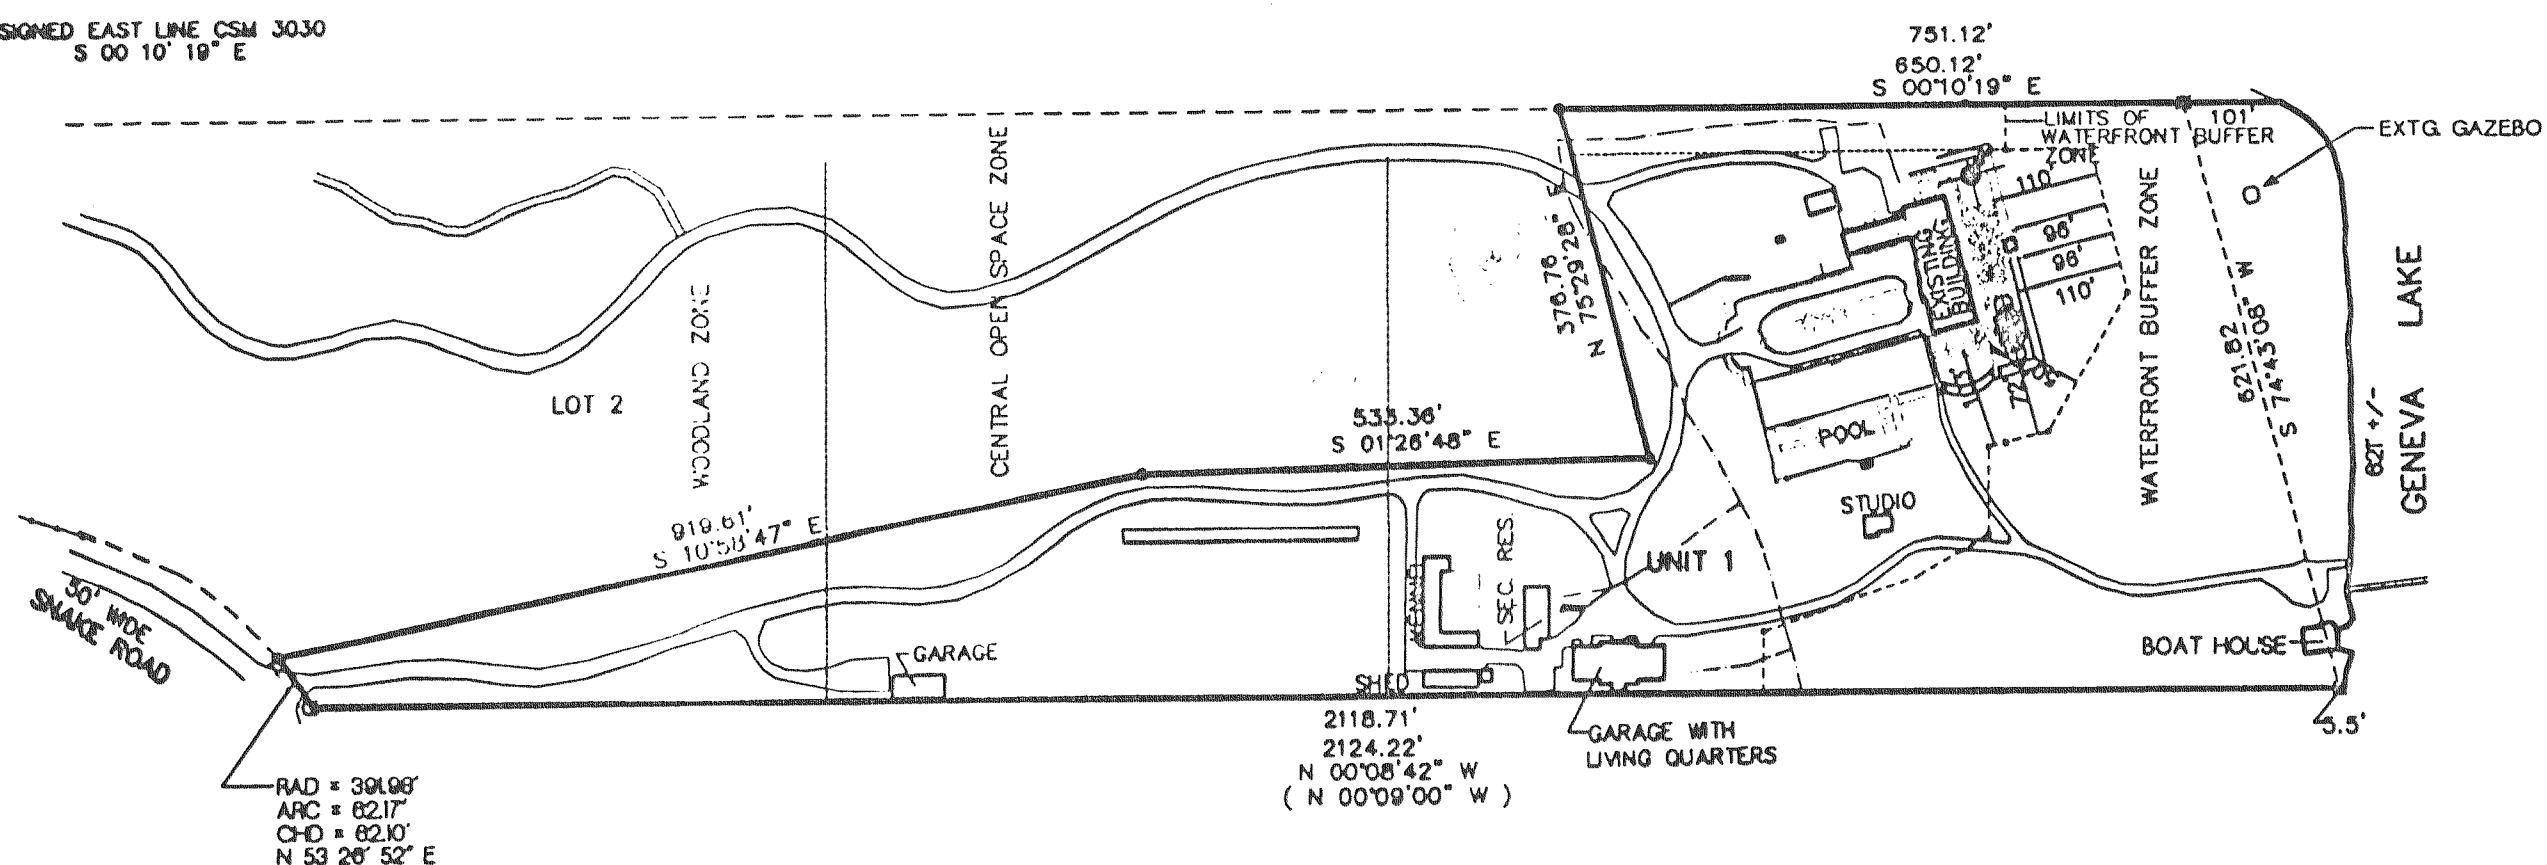 SIGNED EAST LINE CSM 3030
S 00 10' 19" E
751.12'
650.12'
S 00°10'19" E
LIMITS OF
WATERFRONT BUFFER
ZONE
101'
EXTG. GAZEBO
110'
96'
96'
110'
EXISTING
BUILDING
WATERFRONT BUFFER ZONE
621.82
S 74°43'08" W
GENEVA LAKE
CENTRAL OPEN SPACE ZONE
WOODLAND ZONE
LOT 2
376.76
N 75°29'28" E
533.36'
S 01°26'48" E
919.61'
S 10°58'47" E
POOL
STUDIO
UNIT 1
SEC. RES.
KENNEL
50' WIDE
SNAKE ROAD
GARAGE
SHED
BOAT HOUSE
5.5'
GARAGE WITH
LIVING QUARTERS
2118.71'
2124.22'
N 00°08'42" W
( N 00°09'00" W )
RAD = 391.98'
ARC = 62.17'
CHD = 62.10'
N 53 26' 52" E